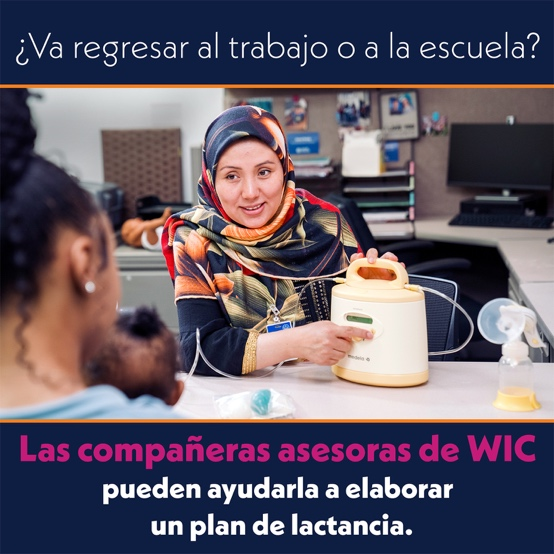 ¿Va regresar al trabajo o a la escuela?
Las compañeras asesoras de WIC
pueden ayudarla a elaborar
un plan de lactancia.